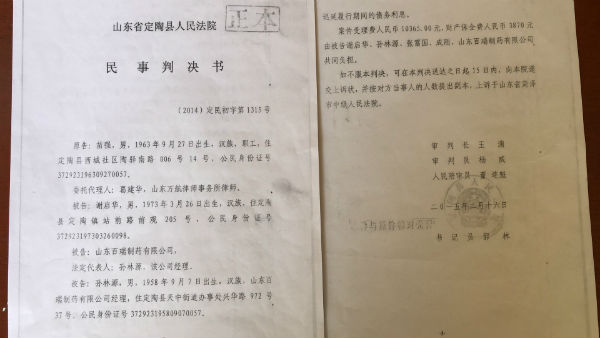 山东省定陶县人民法院
正本
民事判决书
（2014）定民初字第1315号
原告：苗强，男，1963年9月27日出生，汉族，职工，住
定陶县西城社区陶驿南路006号14号，公民身份证号
372923196309270057。
委托代理人：葛建华，山东万航律师事务所律师。
被告：谢启华，男，1973年3月26日出生，汉族，住定陶
县定陶镇站前路前观205号，公民身份证号
372923197303260098。
被告：山东百瑞制药有限公司。
法定代表人：孙林源，该公司经理。
被告：孙林源，男，1958年9月7日出生，汉族，山东百
瑞制药有限公司经理，住定陶县天中街道办事处兴华路972号
37号，公民身份证号372923195809070057。
迟延履行期间的债务利息。
案件受理费人民币10365.00元，财产保全费人民币3870元
由被告谢启华、孙林源、张富国、成刚、山东百瑞制药有限公司
共同负担。
如不服本判决，可在本判决送达之日起15日内，向本院递
交上诉状，并按对方当事人的人数提出副本，上诉于山东省菏泽
市中级人民法院。
审判长 王
审判员 杨威
人民陪审员 董建魁
二〇一五年二月十六日
书记员 郭林